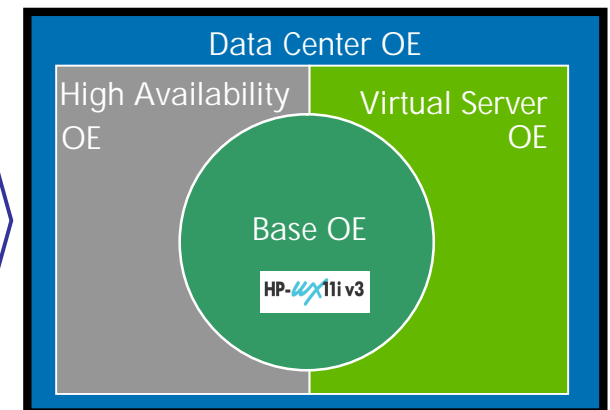 Data Center OE
High Availability
OE
Virtual Server
OE
Base OE
HP-UX 11i v3